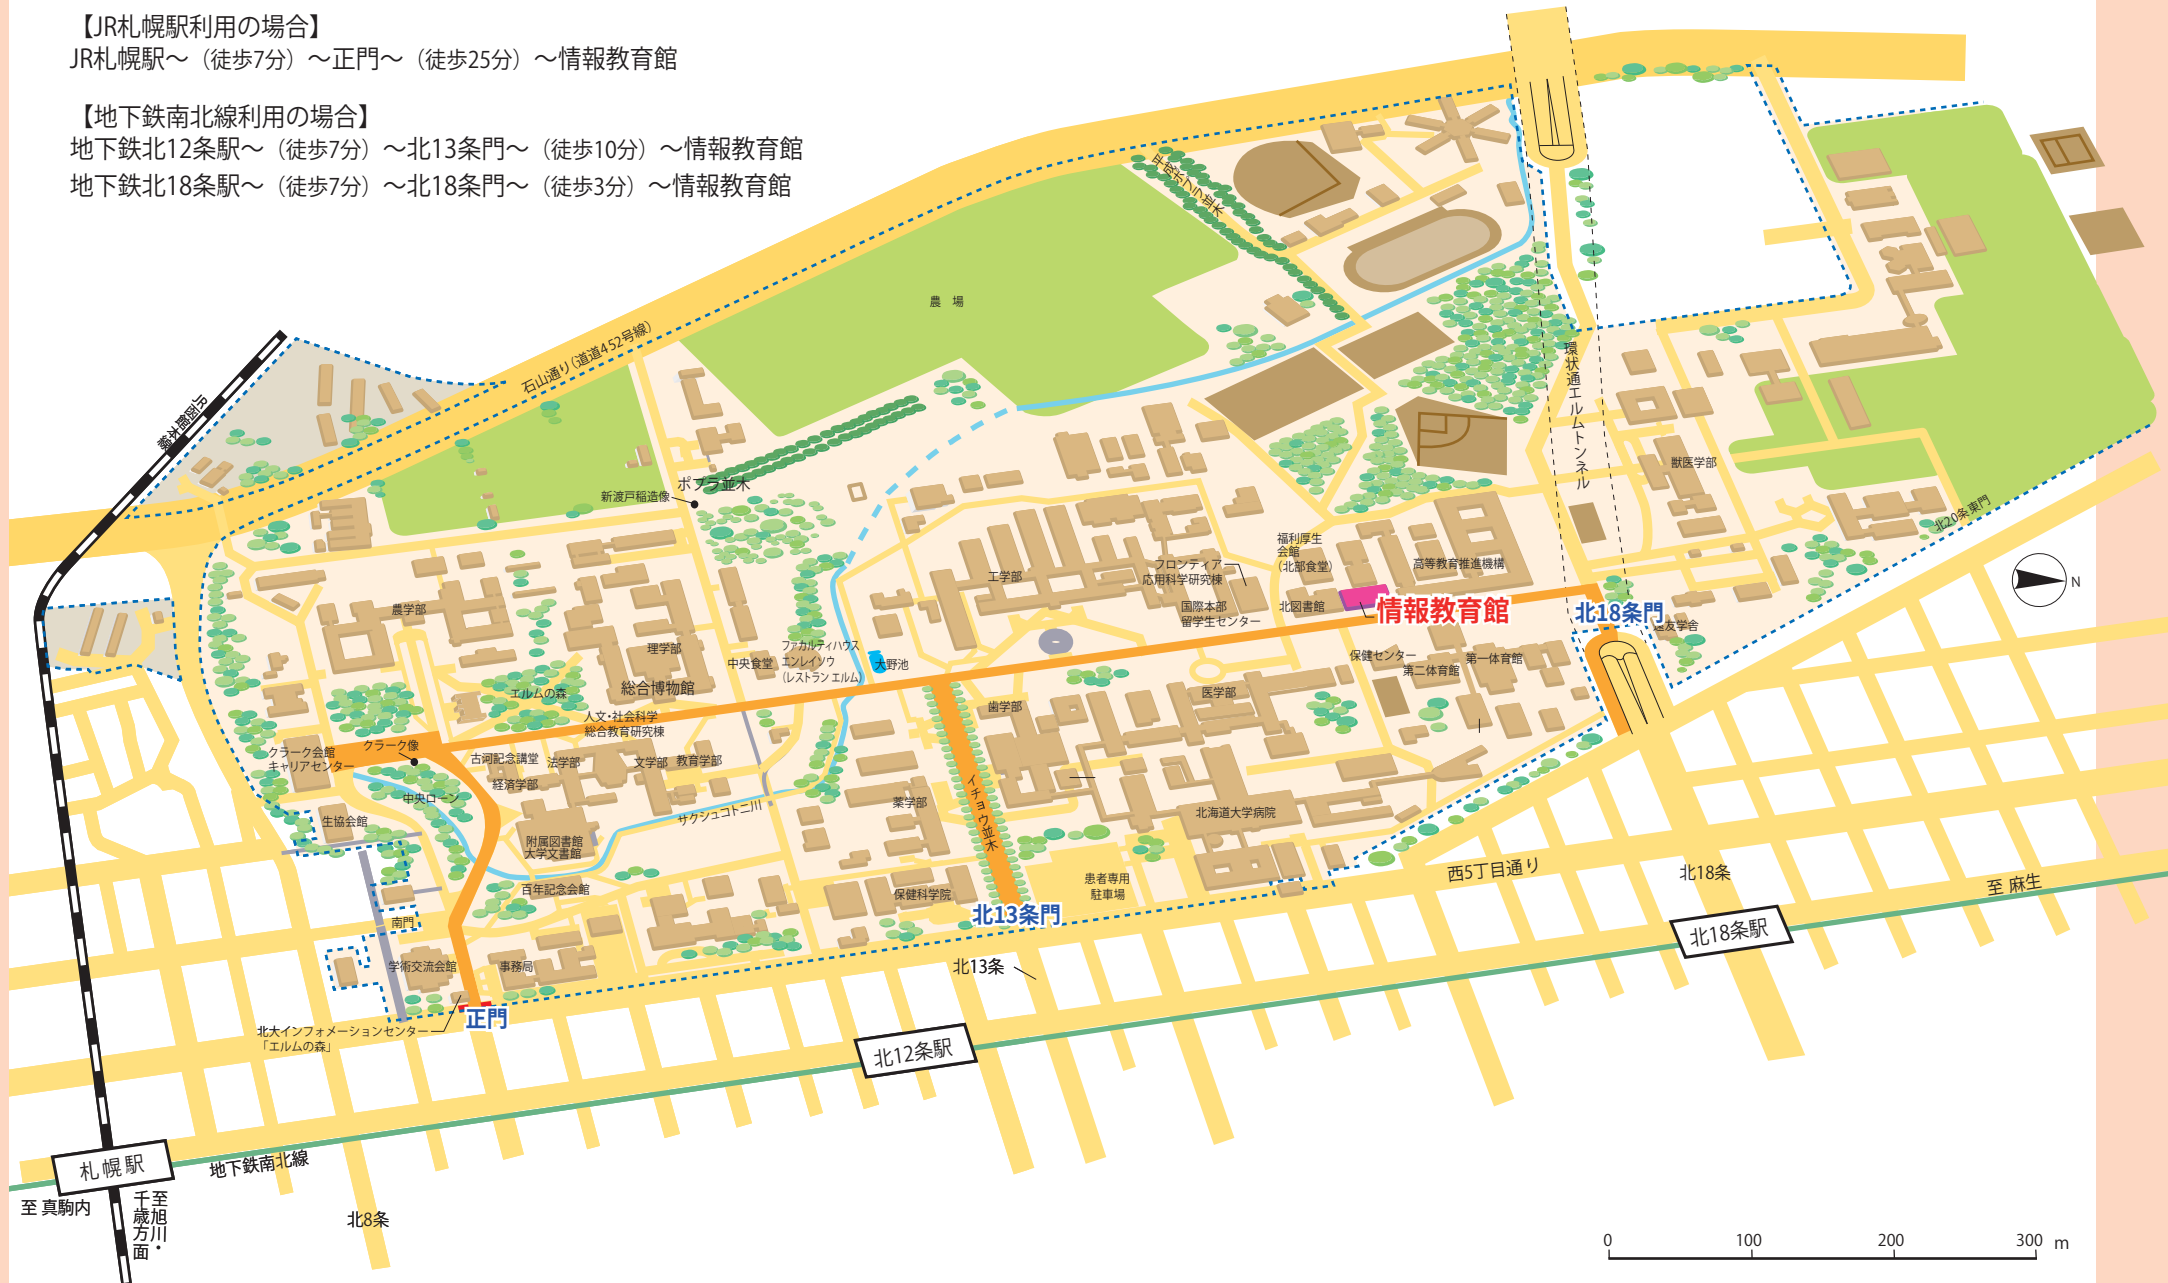 【JR札幌駅利用の場合】
JR札幌駅～（徒歩7分）～正門～（徒歩25分）～情報教育館
【地下鉄南北線利用の場合】
地下鉄北12条駅～（徒歩7分）～北13条門～（徒歩10分）～情報教育館
地下鉄北18条駅～（徒歩7分）～北18条門～（徒歩3分）～情報教育館
平成ポプラ並木
農　場
石山通り（道道452号線）
JR函館本線
環状通エルムトンネル
獣医学部
北20条東門
ポプラ並木
新渡戸稲造像
工学部
フロンティア
応用科学研究棟
福利厚生
会館
（北部食堂）
高等教育推進機構
国際本部
留学生センター
北図書館
情報教育館
北18条門
遠友学舎
N
農学部
理学部
中央食堂
ファカルティハウス
エンレイソウ
（レストラン エルム）
大野池
保健センター
第二体育館
第一体育館
エルムの森
総合博物館
人文・社会科学
総合教育研究棟
歯学部
医学部
クラーク会館
キャリアセンター
クラーク像
古河記念講堂
法学部
文学部
教育学部
経済学部
中央ローン
生協会館
サクシュコトニ川
薬学部
イチョウ並木
北海道大学病院
附属図書館
大学文書館
百年記念会館
保健科学院
患者専用
駐車場
北13条門
西5丁目通り
北18条
至 麻生
南門
学術交流会館
事務局
北13条
北18条駅
正門
北大インフォメーションセンター
「エルムの森」
北12条駅
札幌駅
地下鉄南北線
至 真駒内
至旭川・
千歳方面
北8条
0
100
200
300
m